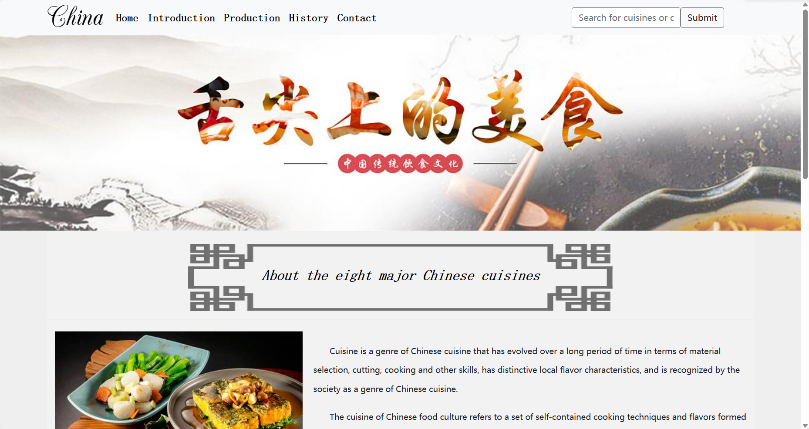 China Home Introduction Production History Contact Search for cuisines or c Submit
舌尖上的美食
中国传统饮食文化
About the eight major Chinese cuisines
Cuisine is a genre of Chinese cuisine that has evolved over a long period of time in terms of material
selection, cutting, cooking and other skills, has distinctive local flavor characteristics, and is recognized by the
society as a genre of Chinese cuisine.
The cuisine of Chinese food culture refers to a set of self-contained cooking techniques and flavors formed